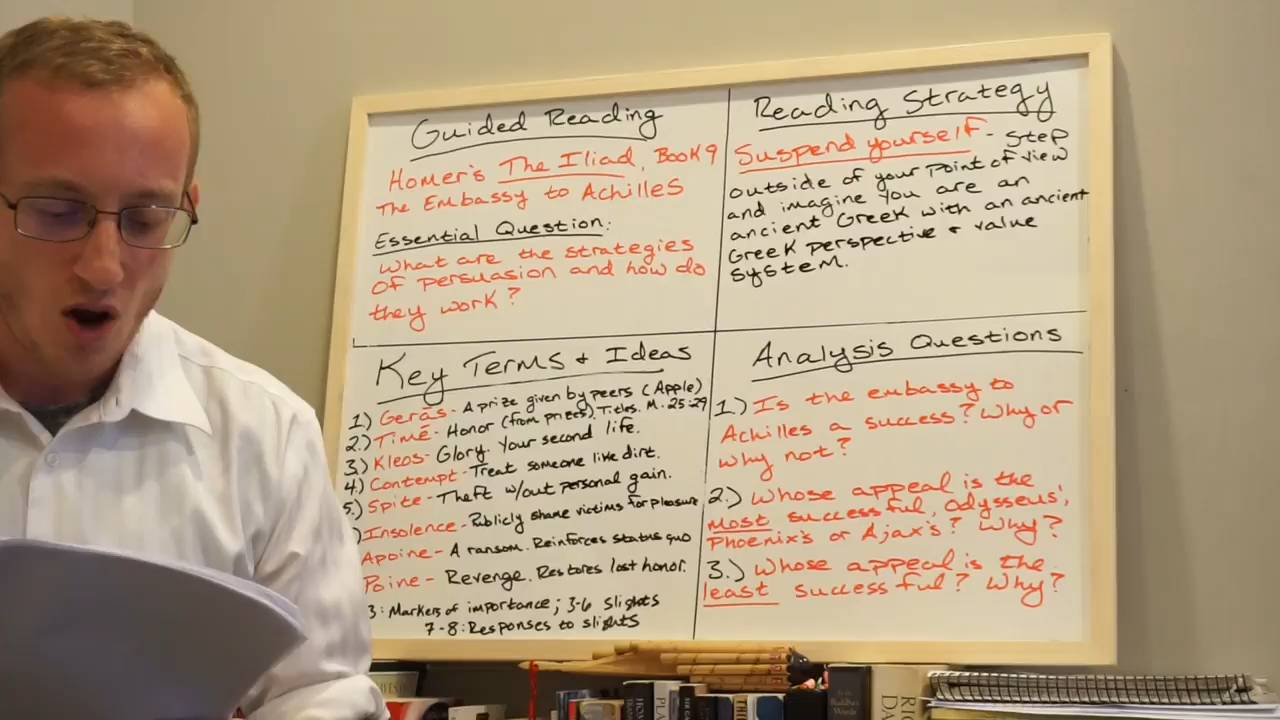 Guided Reading
Homer's The Iliad, Book 9
The Embassy to Achilles
Essential Question:
What are the strategies
of persuasion and how do
they work?
Reading Strategy
Suspend yourself - Step
outside of your point of view
and imagine you are an
ancient Greek with an ancient
Greek perspective + value
system.
Key Terms + Ideas
1.) Gerās - A prize given by peers (Apple)
2.) Timē - Honor (from prizes) Titles. M. 25:29
3.) Kleos - Glory. Your second life.
4.) Contempt - Treat someone like dirt.
5.) Spite - Theft w/out personal gain.
) Insolence - Publicly shame victims for pleasure
Apoine - A ransom. Reinforces status quo
Poine - Revenge. Restores lost honor.
3: Markers of importance; 3-6 slights
7-8: Responses to slights
Analysis Questions
1.) Is the embassy to
Achilles a success? Why or
why not?
2.) Whose appeal is the
most successful, Odysseus',
Phoenix's or Ajax's? Why?
3.) Whose appeal is the
least successful? Why?